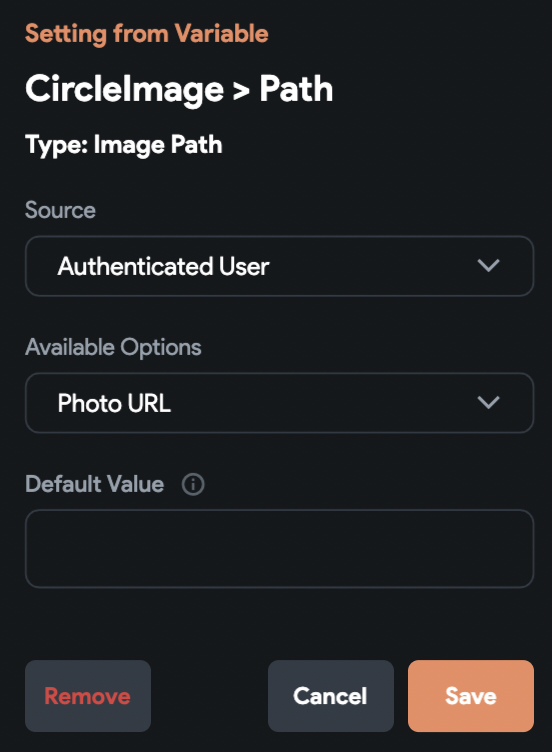 Setting from Variable
CircleImage > Path
Type: Image Path
Source
Authenticated User
Available Options
Photo URL
Default Value
Remove
Cancel
Save